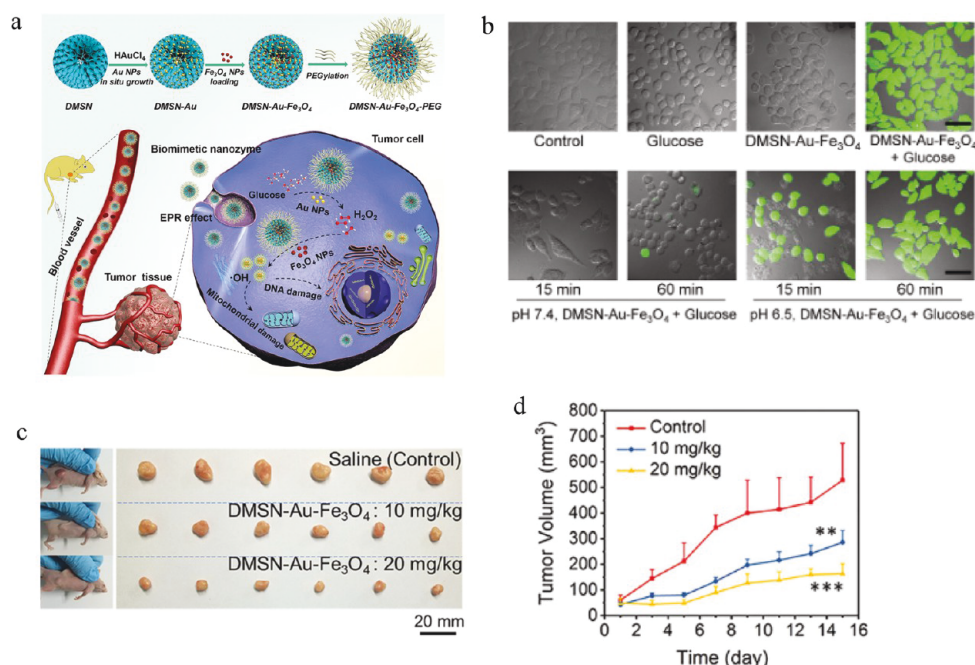 a
HAuCl₄
Au NPs
in situ growth
Fe₃O₄ NPs
loading
PEGylation
DMSN
DMSN-Au
DMSN-Au-Fe₃O₄
DMSN-Au-Fe₃O₄-PEG
Tumor cell
Biomimetic nanozyme
Glucose
Au NPs
H₂O₂
EPR effect
Fe₃O₄ NPs
·OH
DNA damage
Mitochondrial
damage
Blood vessel
Tumor tissue
b
Control
Glucose
DMSN-Au-Fe₃O₄
DMSN-Au-Fe₃O₄
+ Glucose
15 min
60 min
15 min
60 min
pH 7.4, DMSN-Au-Fe₃O₄ + Glucose
pH 6.5, DMSN-Au-Fe₃O₄ + Glucose
c
Saline (Control)
DMSN-Au-Fe₃O₄ : 10 mg/kg
DMSN-Au-Fe₃O₄ : 20 mg/kg
20 mm
d
Tumor Volume (mm³)
800
700
600
500
400
300
200
100
0
Control
10 mg/kg
20 mg/kg
**
***
0 2 4 6 8 10 12 14 16
Time (day)